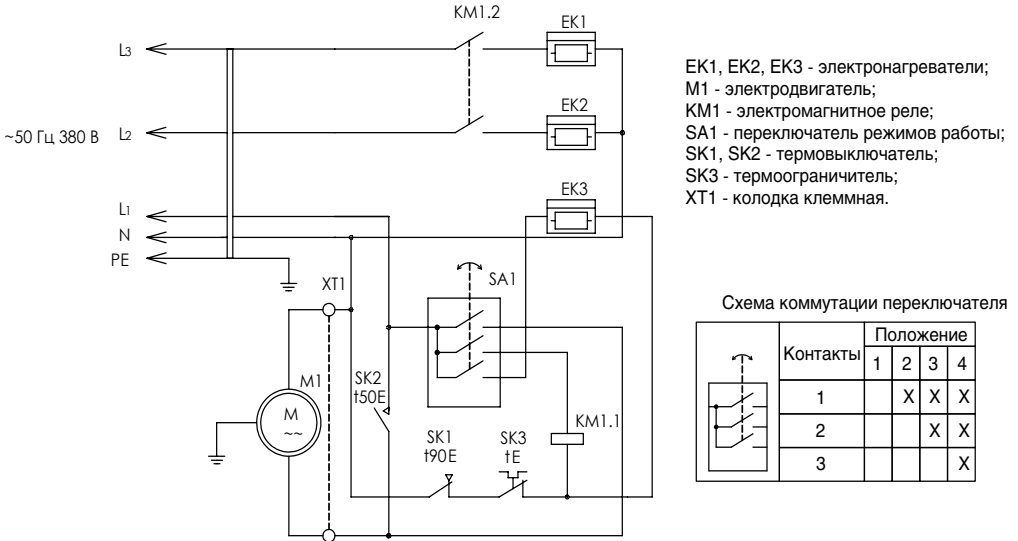 KM1.2
EK1
L3
EK2
~50 Гц 380 В
L2
EK3
L1
N
PE
EK1, EK2, EK3 - электронагреватели;
M1 - электродвигатель;
KM1 - электромагнитное реле;
SA1 - переключатель режимов работы;
SK1, SK2 - термовыключатель;
SK3 - термоограничитель;
XT1 - колодка клеммная.
XT1
SA1
M1
M
~~
SK2
t50E
SK1
t90E
SK3
tE
KM1.1
Схема коммутации переключателя
Контакты
Положение
1 2 3 4
1 X X X
2 X X
3 X